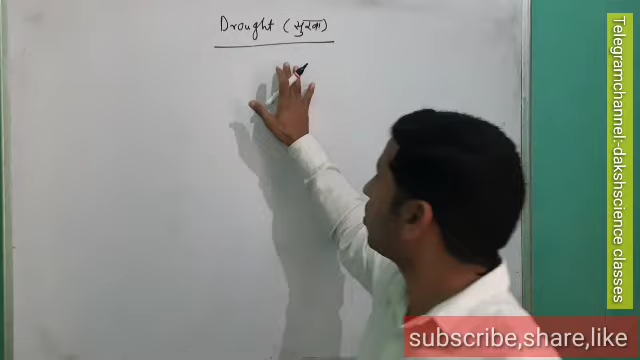 Drought (सुखा)
Telegramchannel:-dakshscience classes
subscribe,share,like